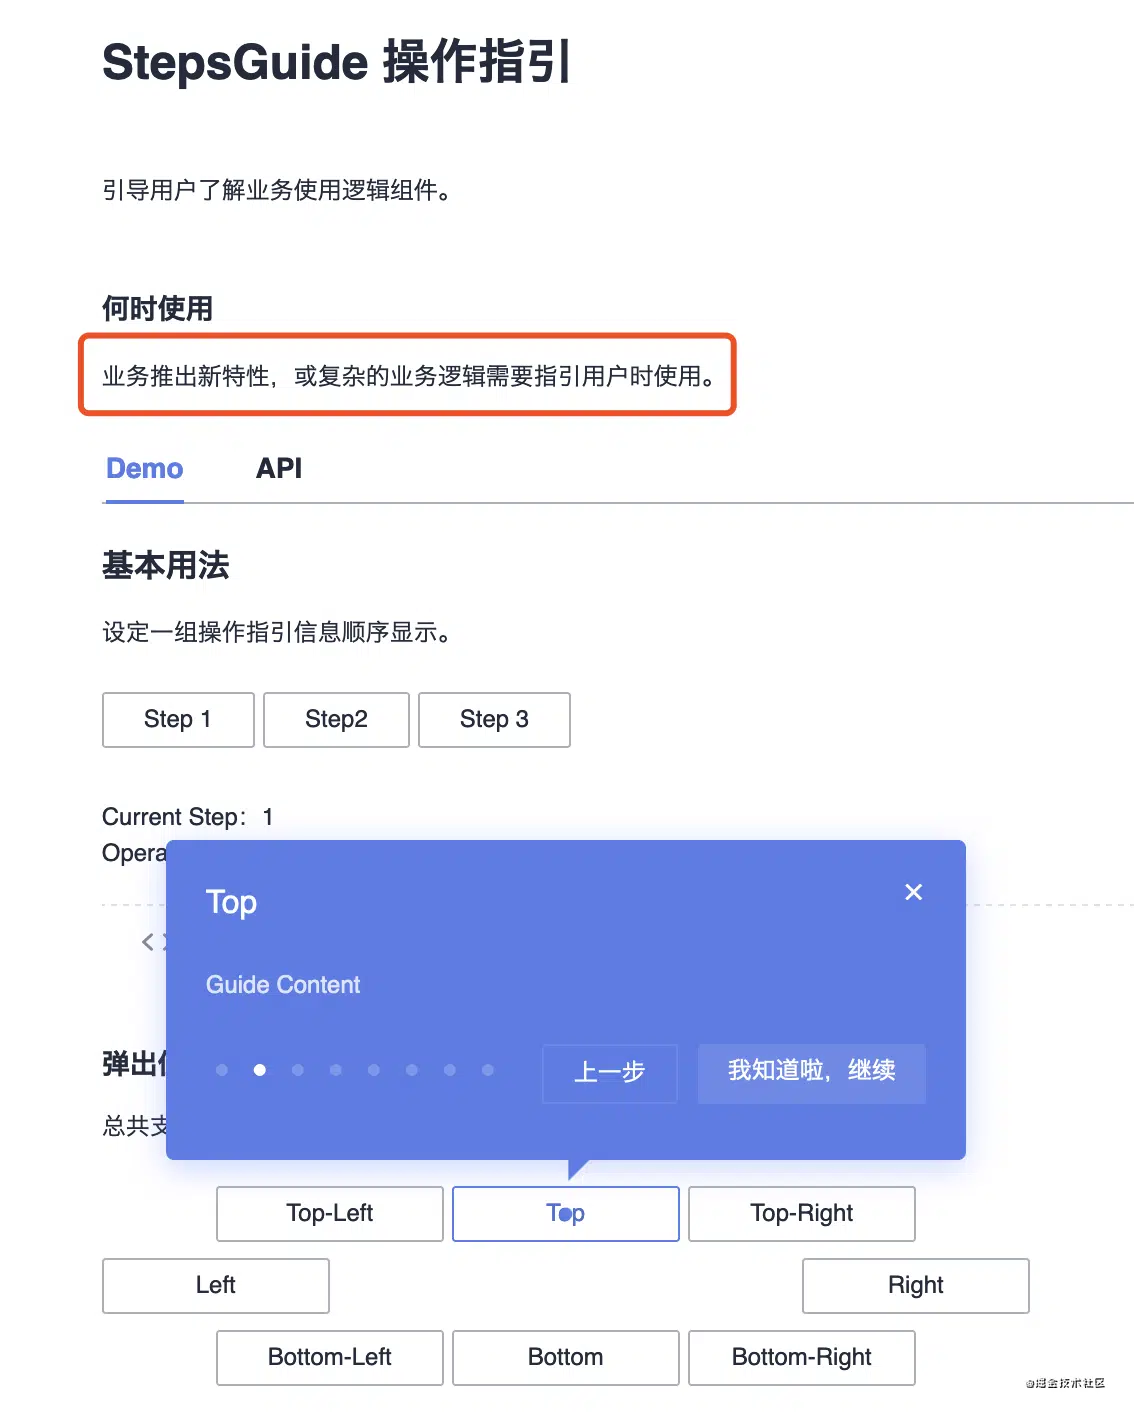 StepsGuide 操作指引
引导用户了解业务使用逻辑组件。
何时使用
业务推出新特性，或复杂的业务逻辑需要指引用户时使用。
Demo API
基本用法
设定一组操作指引信息顺序显示。
Step 1 Step2 Step 3
Current Step：1
Opera
Top
Guide Content
弹出
上一步 我知道啦，继续
总共支
Top-Left Top Top-Right
Left Right
Bottom-Left Bottom Bottom-Right
@掘金技术社区